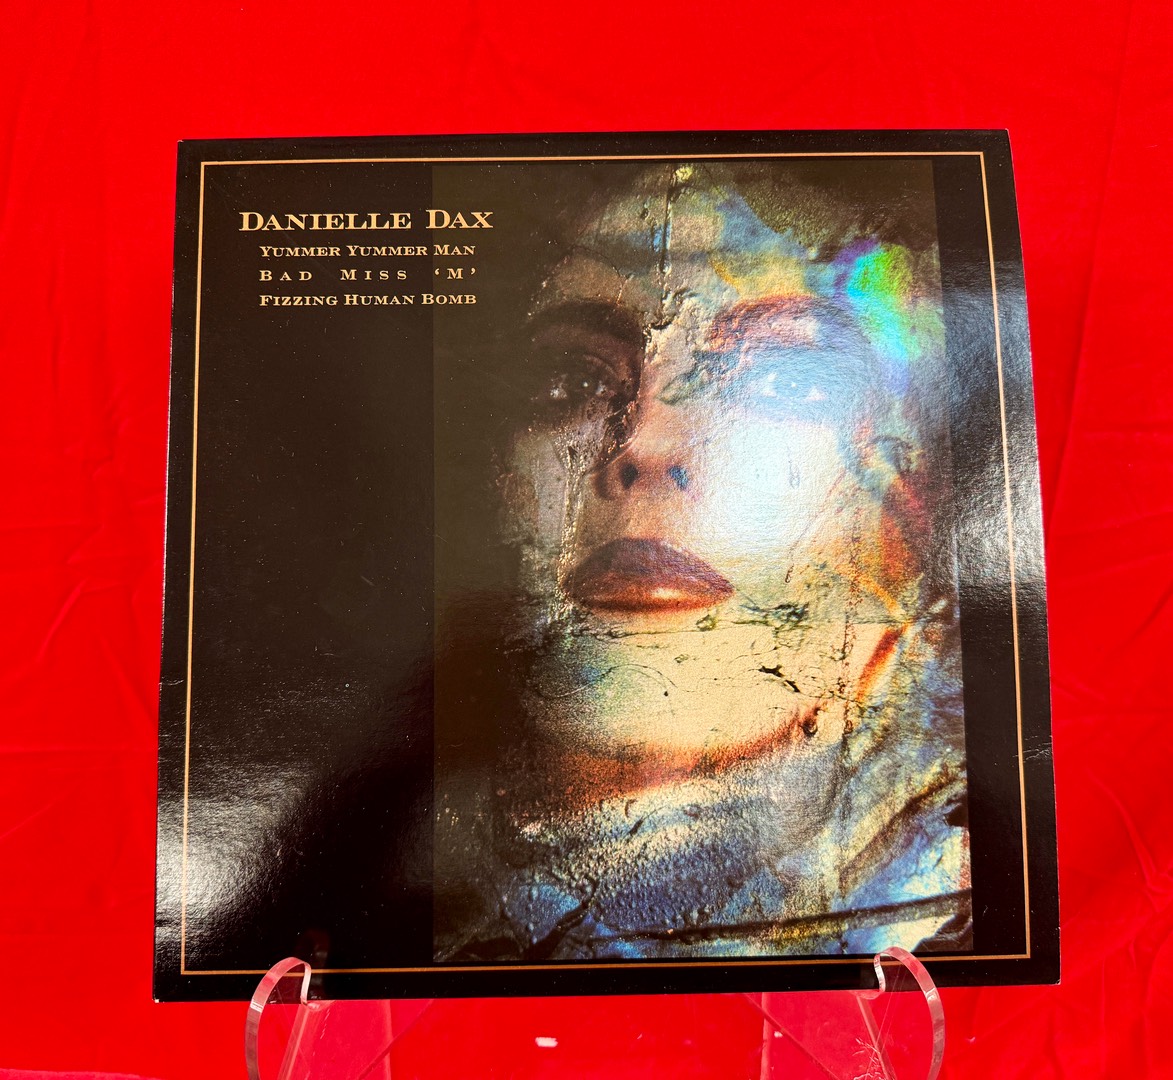 DANIELLE DAX
YUMMER YUMMER MAN
BAD MISS ‘M’
FIZZING HUMAN BOMB